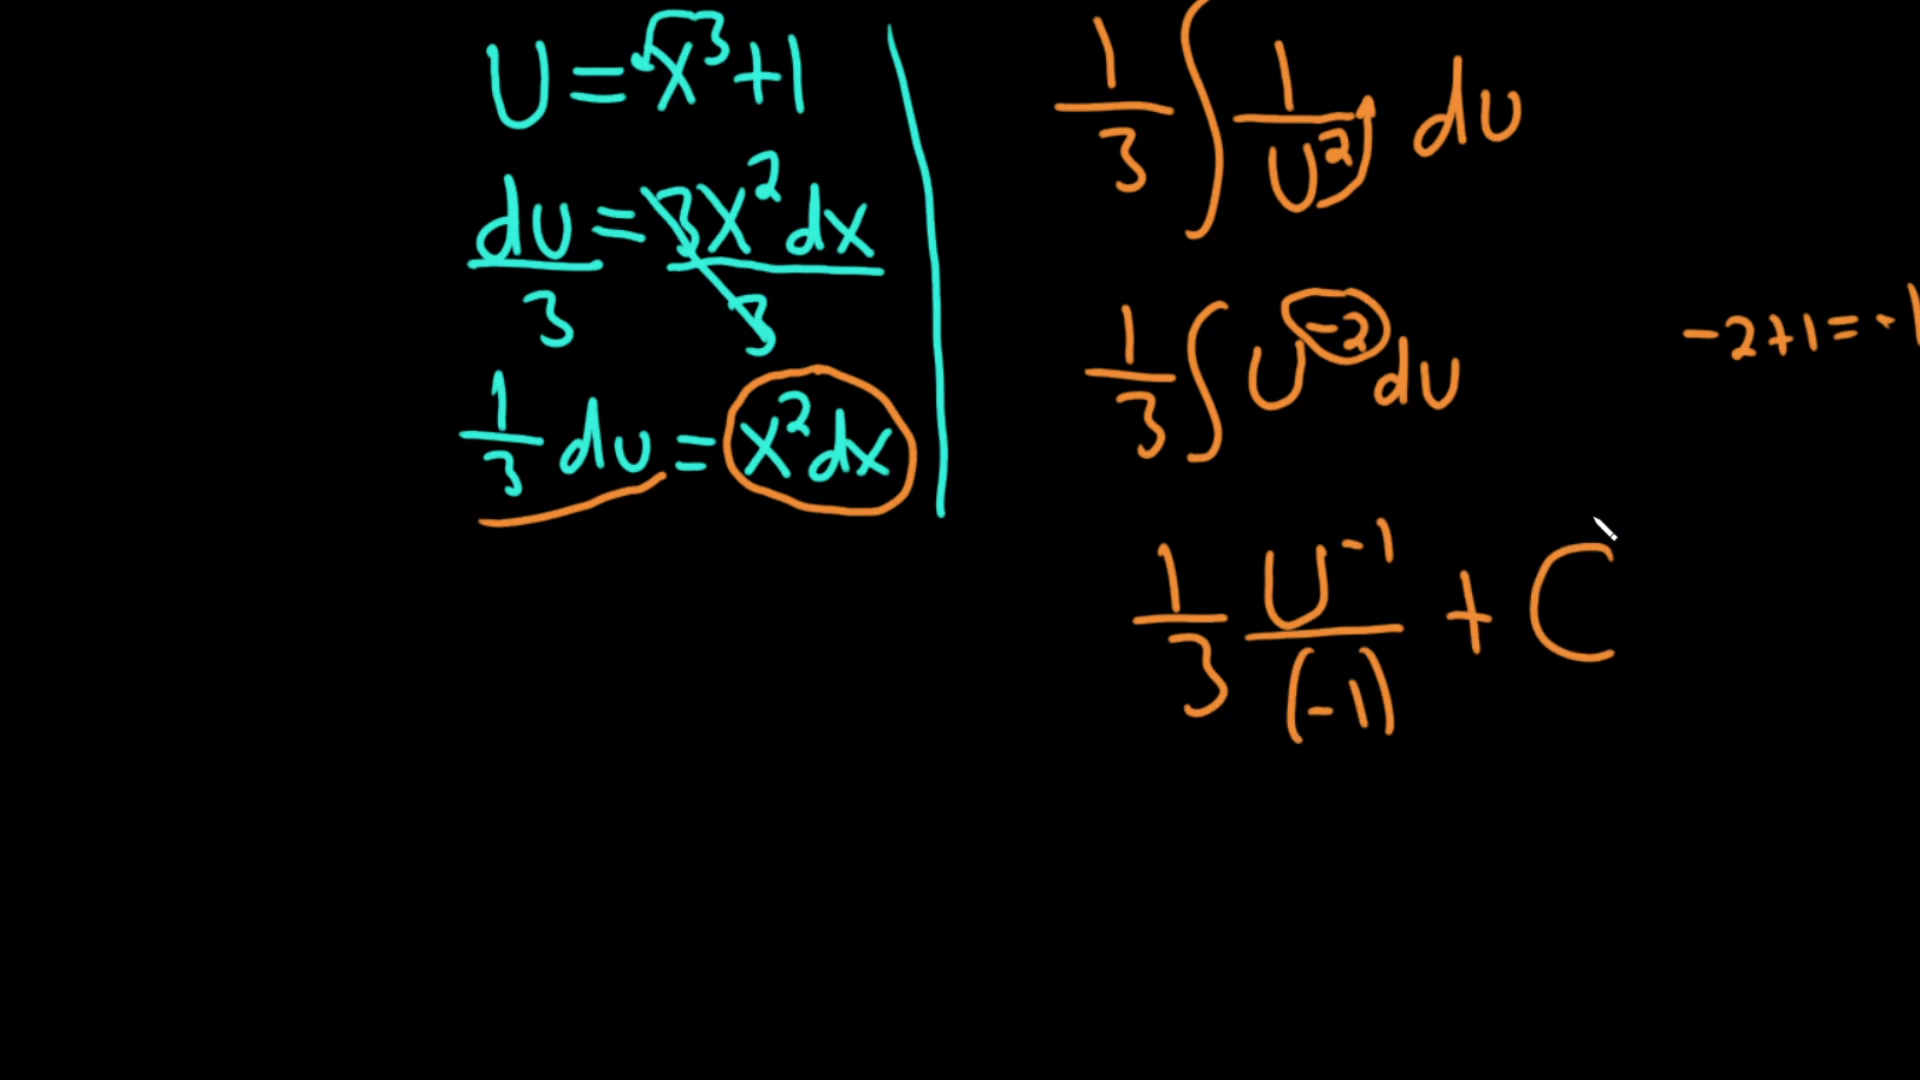 U = x³ + 1
du/3 = 3x² dx/3
1/3 du = x² dx
1/3 ∫ 1/U² du
1/3 ∫ U⁻² du
-2+1=-1
1/3 U⁻¹/(-1) + C